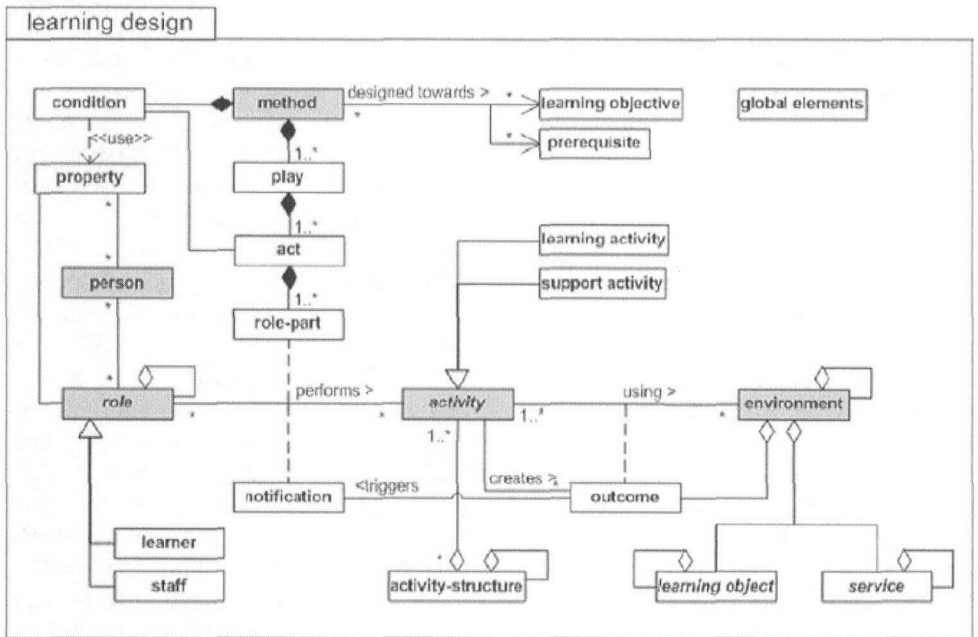 learning design
condition
method
designed towards >
*
learning objective
global elements
*
<<use>>
*
prerequisite
property
1..*
play
*
1..*
act
learning activity
*
person
support activity
*
1..*
role-part
*
performs >
using >
role
activity
environment
*
*
1..*
*
1..*
notification
<triggers
creates >
*
outcome
learner
staff
*
activity-structure
learning object
service